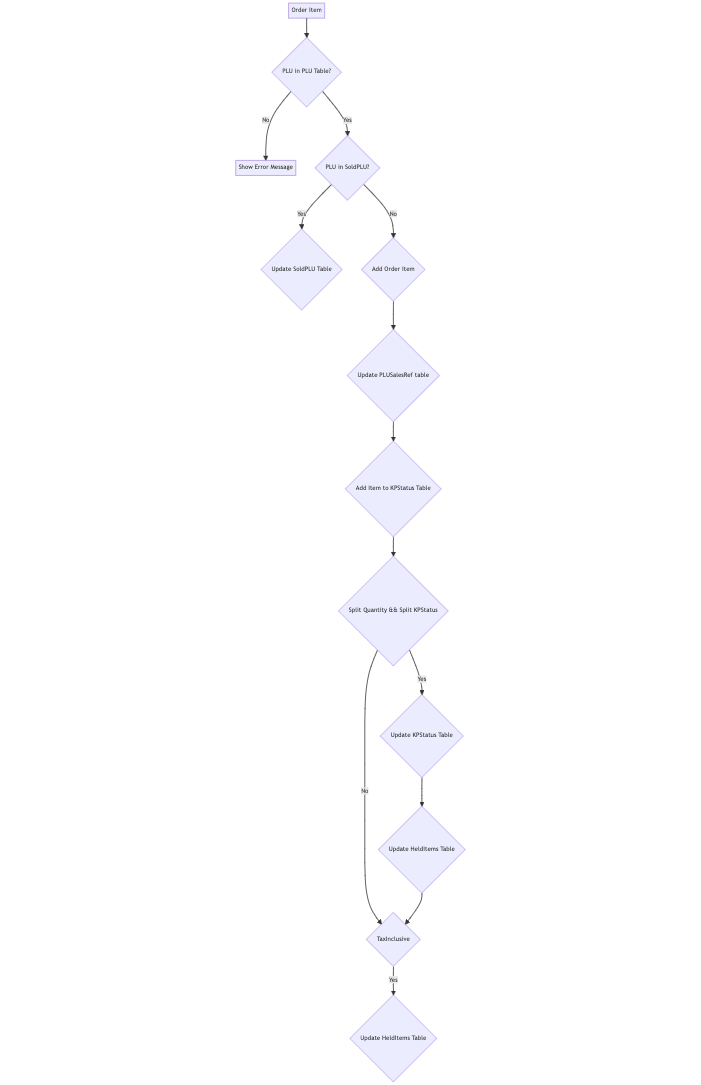 Order Item
PLU in PLU Table?
No
Yes
Show Error Message
PLU in SoldPLU?
Yes
No
Update SoldPLU Table
Add Order Item
Update PLUSalesRef table
Add Item to KPStatus Table
Split Quantity && Split KPStatus
Yes
Update KPStatus Table
No
Update HeldItems Table
TaxInclusive
Yes
Update HeldItems Table